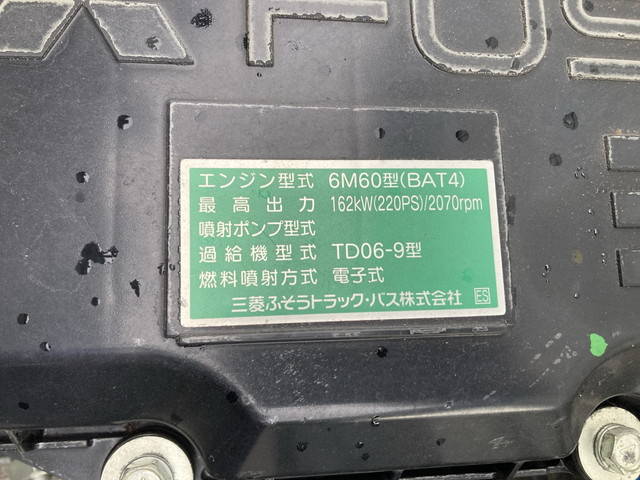 FUS
エンジン型式 6M60型(BAT4)
最高出力 162kW(220PS)/2070rpm
噴射ポンプ型式
過給機型式 TD06-9型
燃料噴射方式 電子式
三菱ふそうトラック・バス株式会社 ES